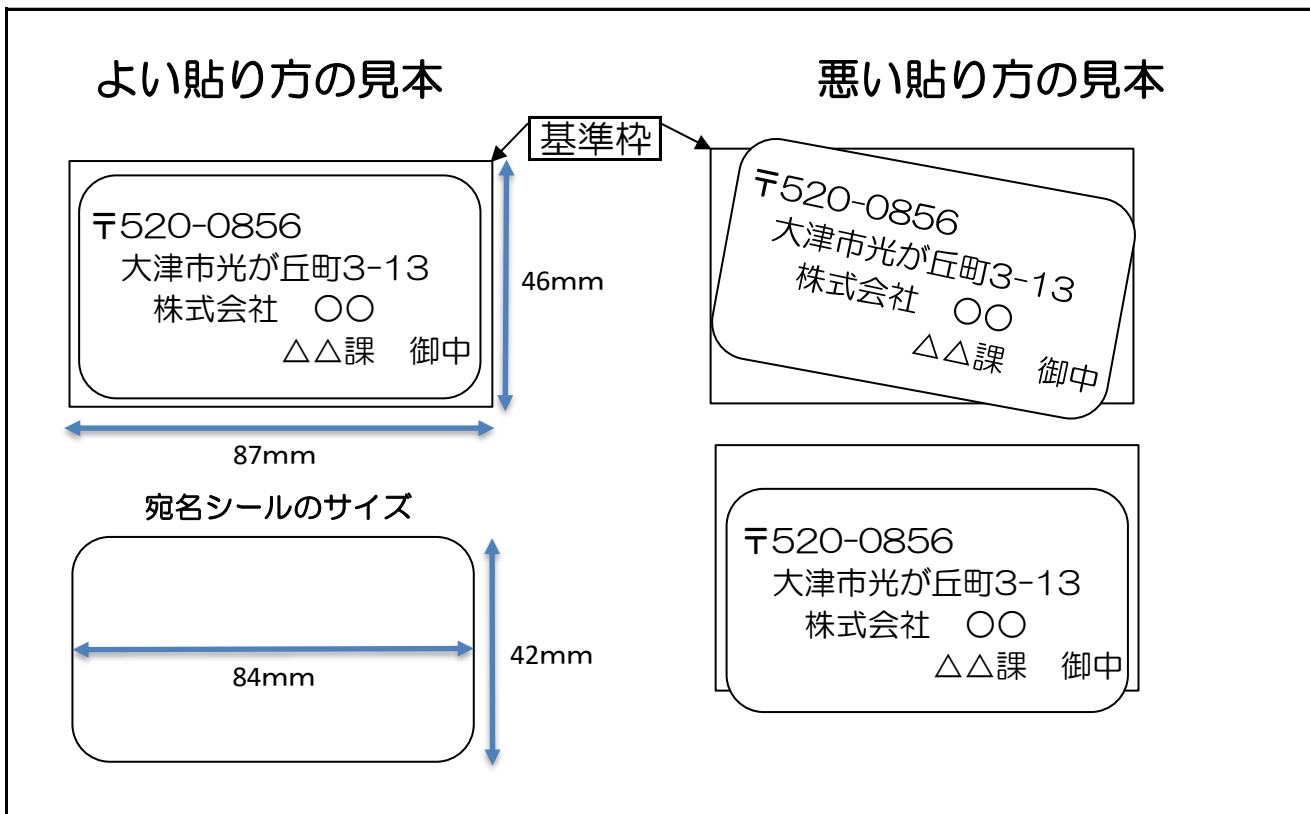 よい貼り方の見本
悪い貼り方の見本
基準枠
〒520-0856
大津市光が丘町3-13
株式会社　〇〇
△△課　御中
46mm
87mm
〒520-0856
大津市光が丘町3-13
株式会社　〇〇
△△課　御中
宛名シールのサイズ
84mm
42mm
〒520-0856
大津市光が丘町3-13
株式会社　〇〇
△△課　御中